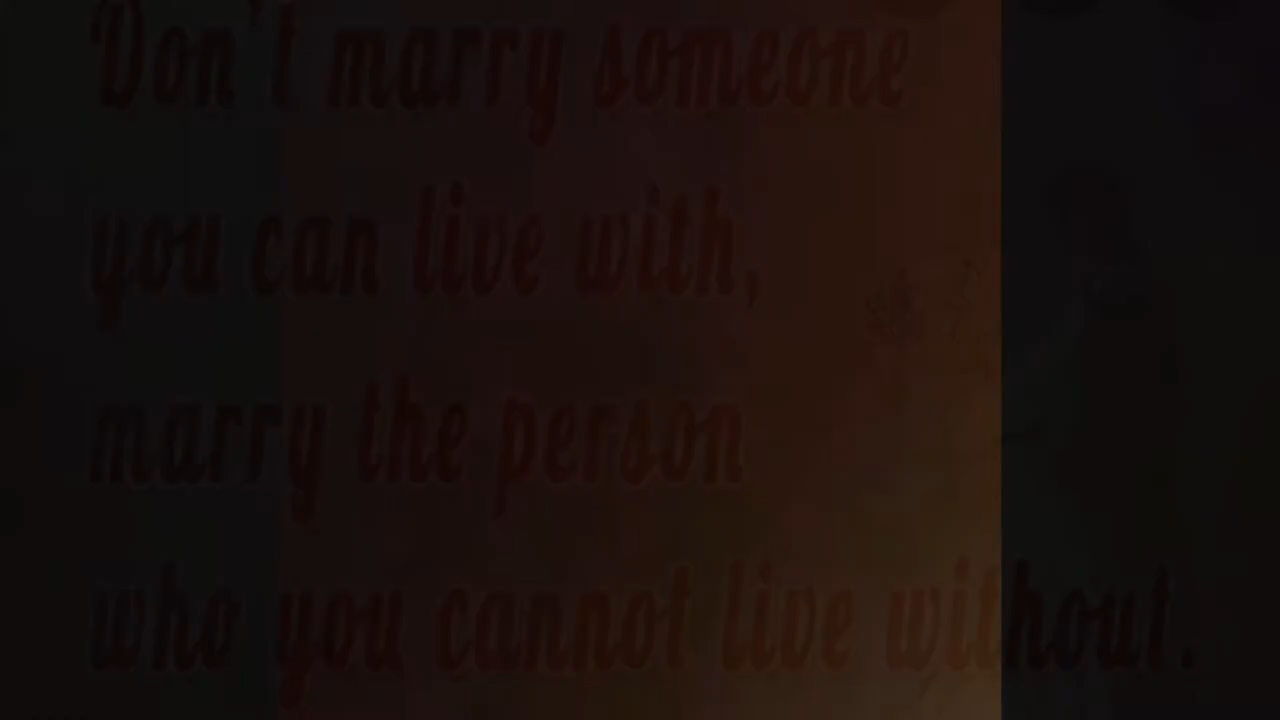 Don't marry someone
you can live with,
marry the person
who you cannot live without.